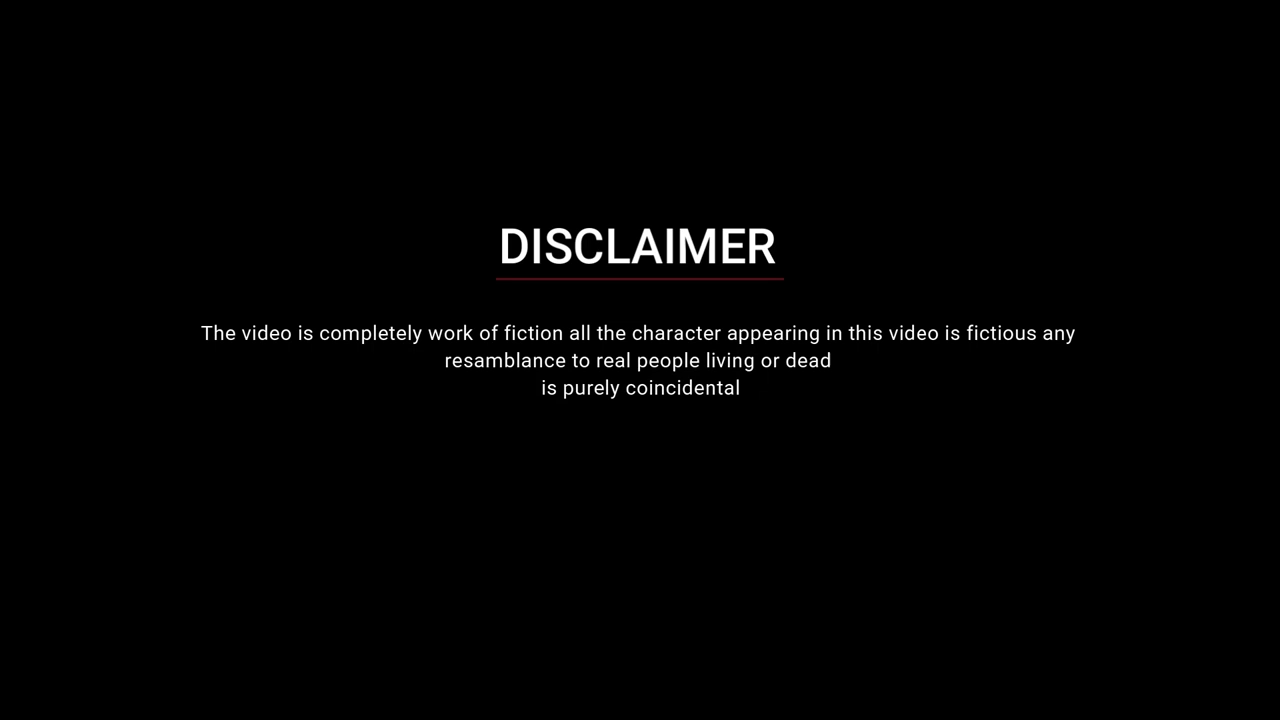 DISCLAIMER
The video is completely work of fiction all the character appearing in this video is fictious any
resamblance to real people living or dead
is purely coincidental